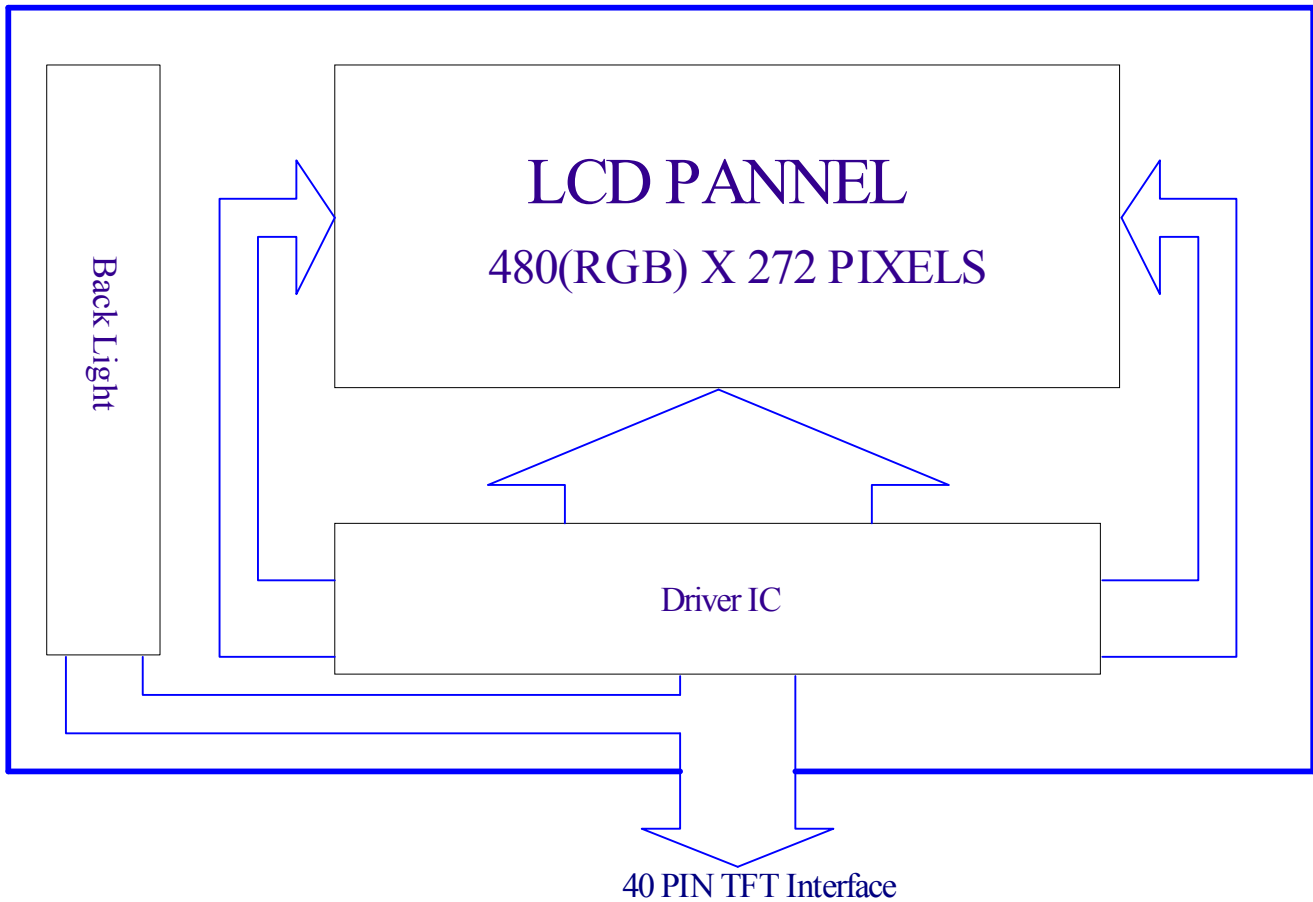 LCD PANNEL
480(RGB) X 272 PIXELS
Back Light
Driver IC
40 PIN TFT Interface